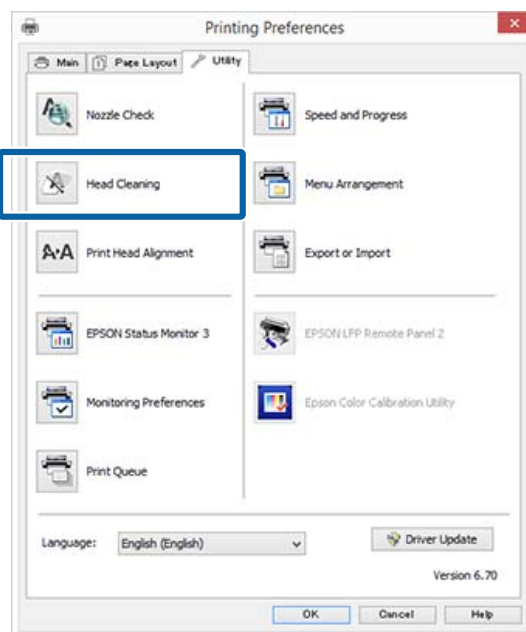 Printing Preferences
Main
Page Layout
Utility
Nozzle Check
Speed and Progress
Head Cleaning
Menu Arrangement
A·A
Print Head Alignment
Export or Import
EPSON Status Monitor 3
EPSON LFP Remote Panel 2
Monitoring Preferences
Epson Color Calibration Utility
Print Queue
Language:
English (English)
Driver Update
Version 6.70
OK
Cancel
Help